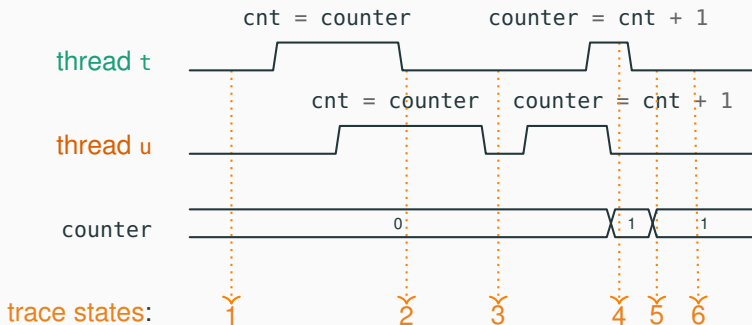 cnt = counter counter = cnt + 1
thread t
cnt = counter counter = cnt + 1
thread u
counter 0 1 1
trace states: 1 2 3 4 5 6